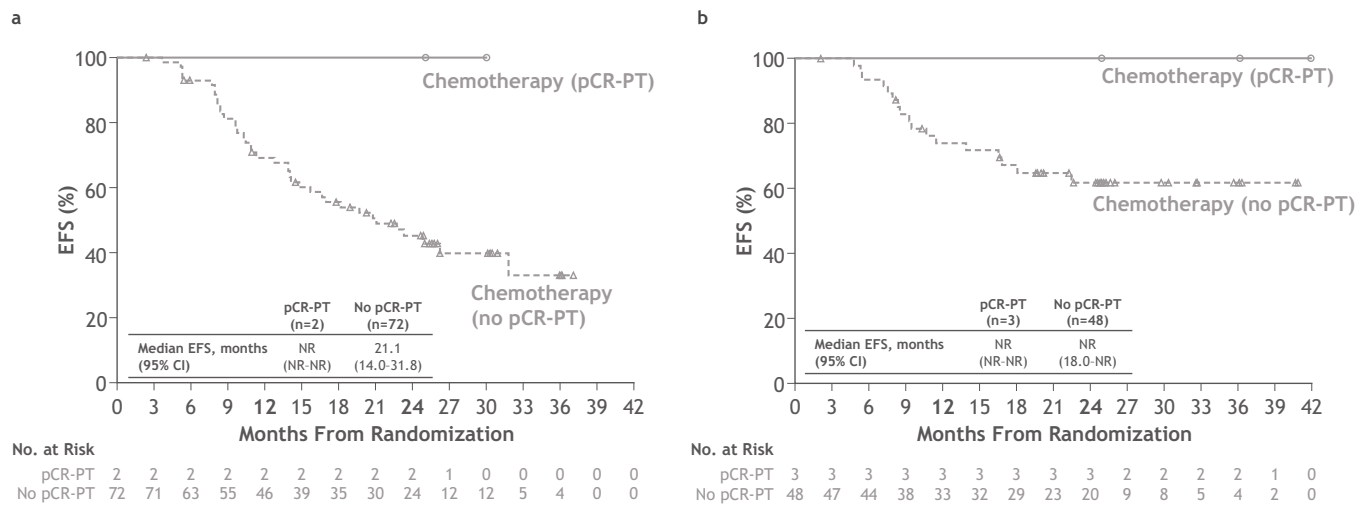 a
100
80
60
40
20
0
EFS (%)
Chemotherapy (pCR-PT)
Chemotherapy
(no pCR-PT)
pCR-PT No pCR-PT
(n=2) (n=72)
Median EFS, months NR 21.1
(95% CI) (NR-NR) (14.0-31.8)
0 3 6 9 12 15 18 21 24 27 30 33 36 39 42
Months From Randomization
No. at Risk
pCR-PT 2 2 2 2 2 2 2 2 2 1 0 0 0 0 0
No pCR-PT 72 71 63 55 46 39 35 30 24 12 12 5 4 0 0
b
100
80
60
40
20
0
EFS (%)
Chemotherapy (pCR-PT)
Chemotherapy (no pCR-PT)
pCR-PT No pCR-PT
(n=3) (n=48)
Median EFS, months NR NR
(95% CI) (NR-NR) (18.0-NR)
0 3 6 9 12 15 18 21 24 27 30 33 36 39 42
Months From Randomization
No. at Risk
pCR-PT 3 3 3 3 3 3 3 3 3 2 2 2 2 1 0
No pCR-PT 48 47 44 38 33 32 29 23 20 9 8 5 4 2 0